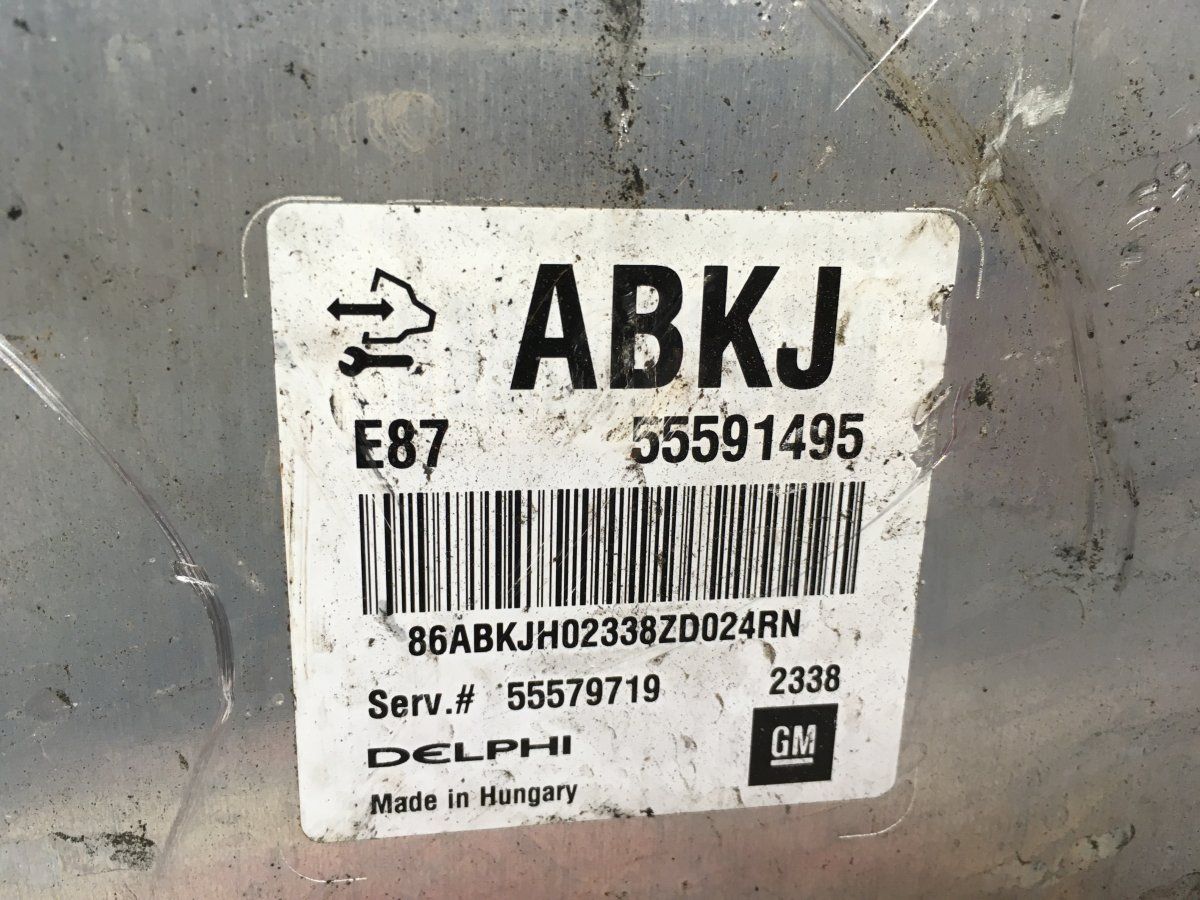 ABKJ
E87 55591495
86ABKJH02338ZD024RN
Serv.# 55579719 2338
DELPHI GM
Made in Hungary